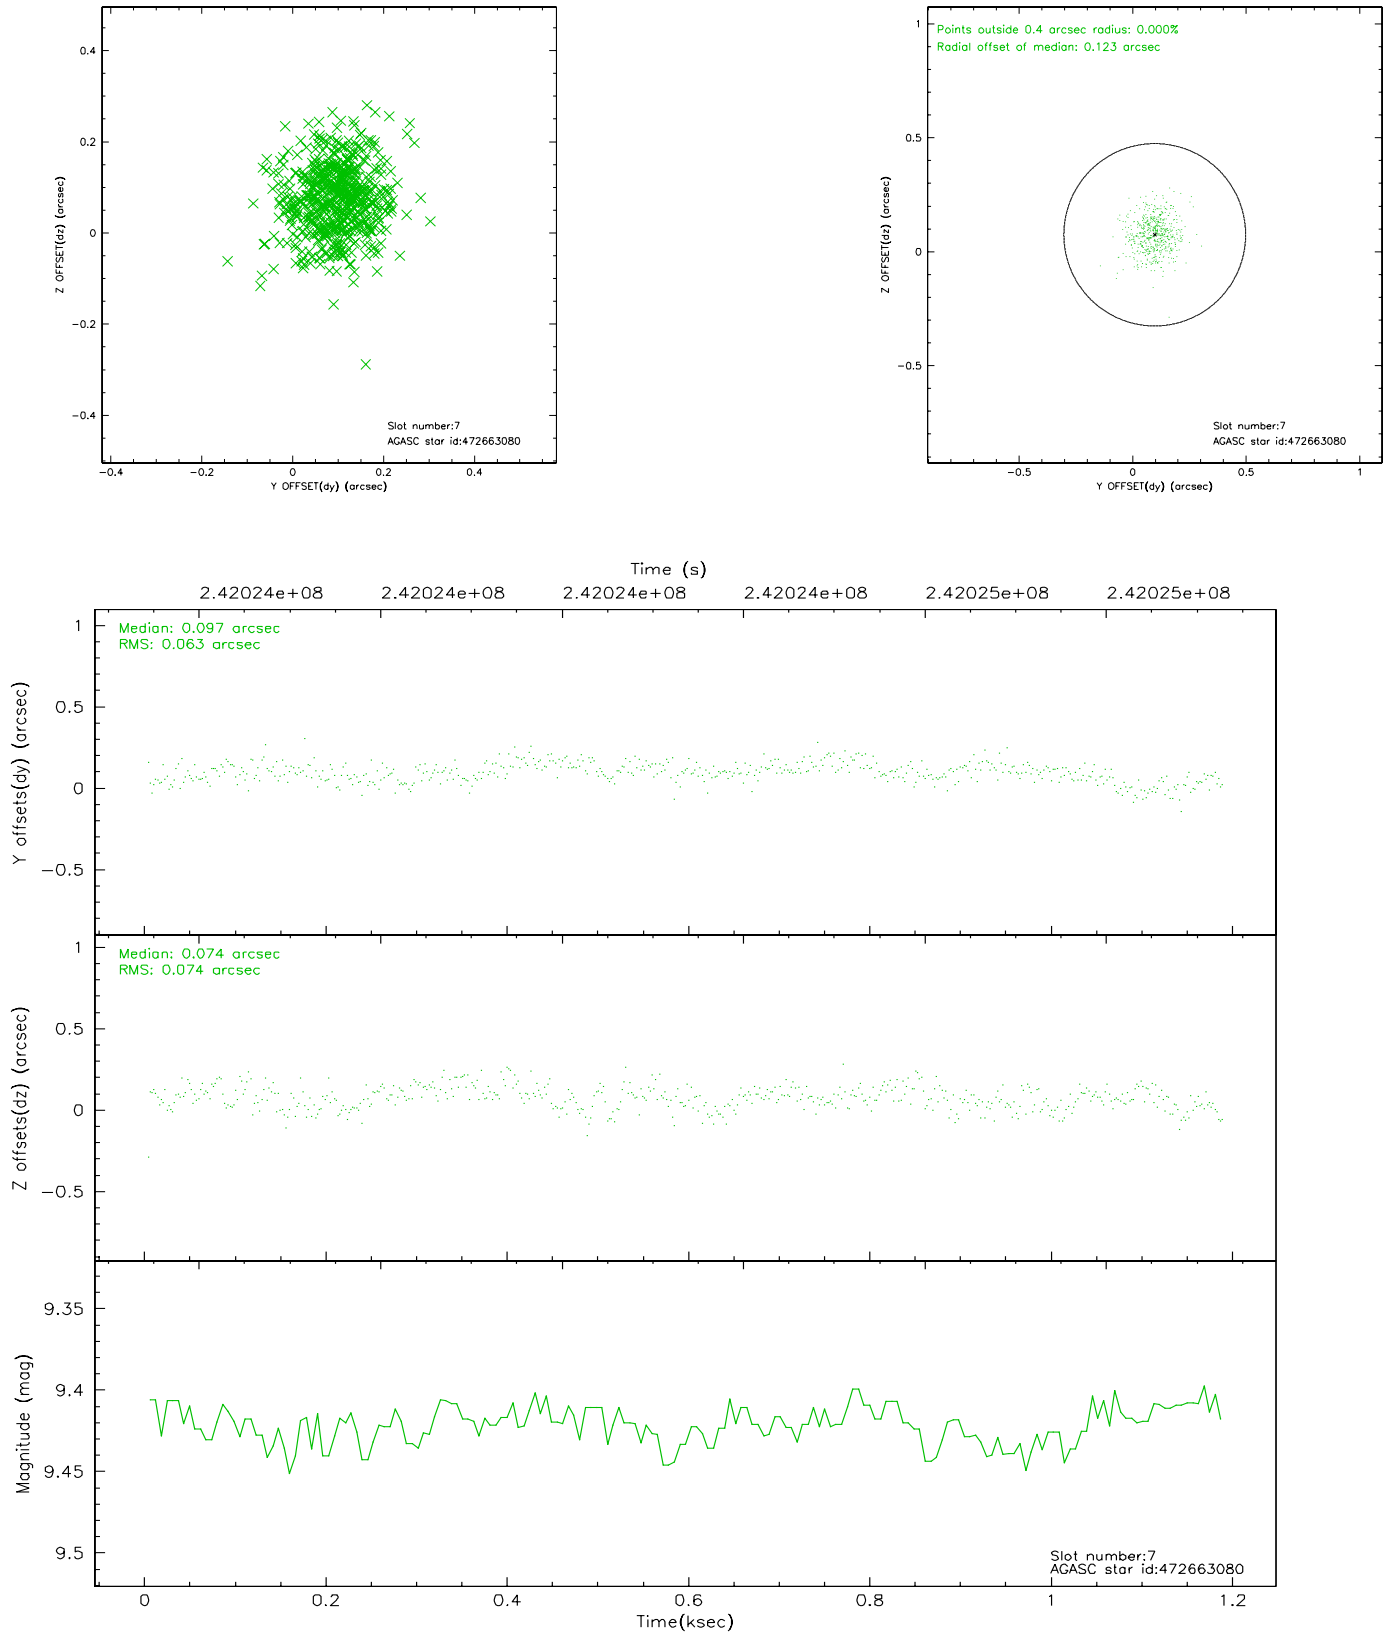 0.4
0.2
0
−0.2
−0.4
Z OFFSET(dz) (arcsec)
−0.4 −0.2 0 0.2 0.4
Y OFFSET(dy) (arcsec)
Slot number:7
AGASC star id:472663080
Points outside 0.4 arcsec radius: 0.000%
Radial offset of median: 0.123 arcsec
1
0.5
0
−0.5
Z OFFSET(dz) (arcsec)
−0.5 0 0.5 1
Y OFFSET(dy) (arcsec)
Slot number:7
AGASC star id:472663080
Time (s)
2.42024e+08 2.42024e+08 2.42024e+08 2.42024e+08 2.42025e+08 2.42025e+08
Median: 0.097 arcsec
RMS: 0.063 arcsec
1
0.5
0
−0.5
Y offsets(dy) (arcsec)
Median: 0.074 arcsec
RMS: 0.074 arcsec
1
0.5
0
−0.5
Z offsets(dz) (arcsec)
9.35
9.4
9.45
9.5
Magnitude (mag)
Slot number:7
AGASC star id:472663080
0 0.2 0.4 0.6 0.8 1 1.2
Time(ksec)